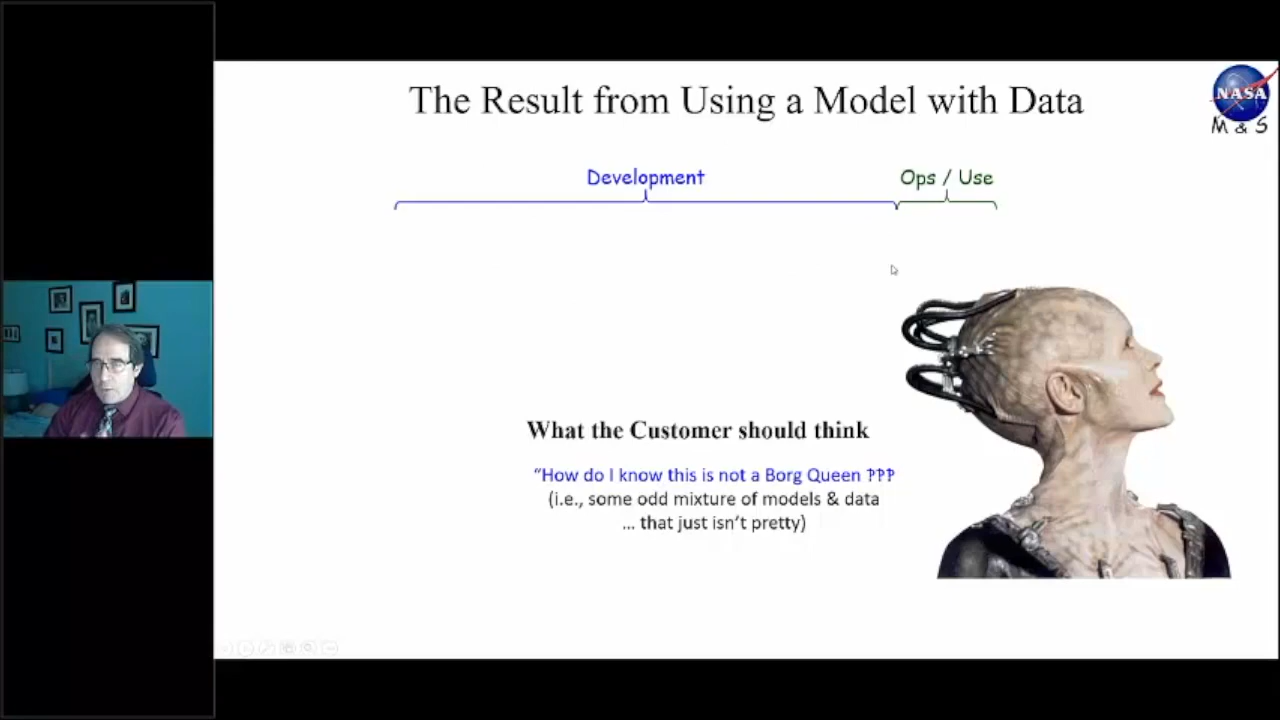 The Result from Using a Model with Data
NASA
M & S
Development
Ops / Use
What the Customer should think
“How do I know this is not a Borg Queen ???
(i.e., some odd mixture of models & data
... that just isn’t pretty)